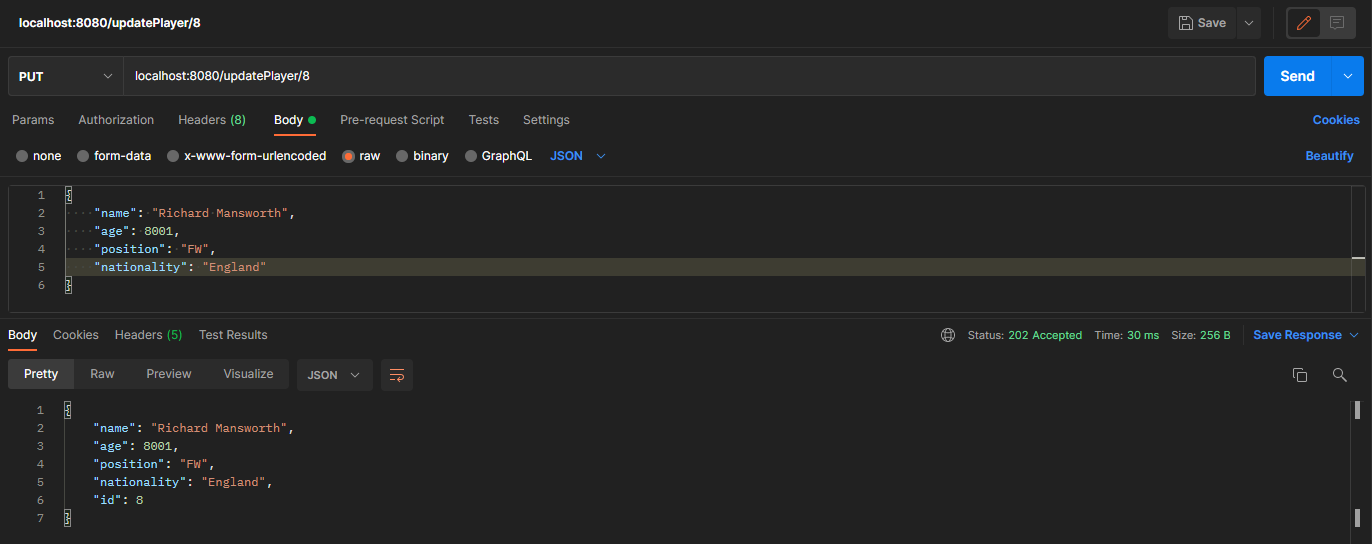 localhost:8080/updatePlayer/8 Save
PUT localhost:8080/updatePlayer/8 Send
Params Authorization Headers (8) Body Pre-request Script Tests Settings Cookies
none form-data x-www-form-urlencoded raw binary GraphQL JSON Beautify
1 {
2 "name": "Richard Mansworth",
3 "age": 8001,
4 "position": "FW",
5 "nationality": "England"
6 }
Body Cookies Headers (5) Test Results Status: 202 Accepted Time: 30 ms Size: 256 B Save Response
Pretty Raw Preview Visualize JSON
1 {
2 "name": "Richard Mansworth",
3 "age": 8001,
4 "position": "FW",
5 "nationality": "England",
6 "id": 8
7 }